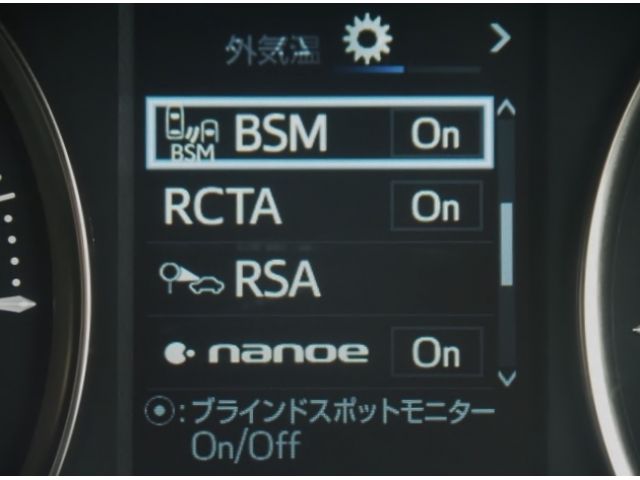 外気温
BSM BSM On
RCTA On
RSA
nanoe On
⦿:ブラインドスポットモニター
On/Off